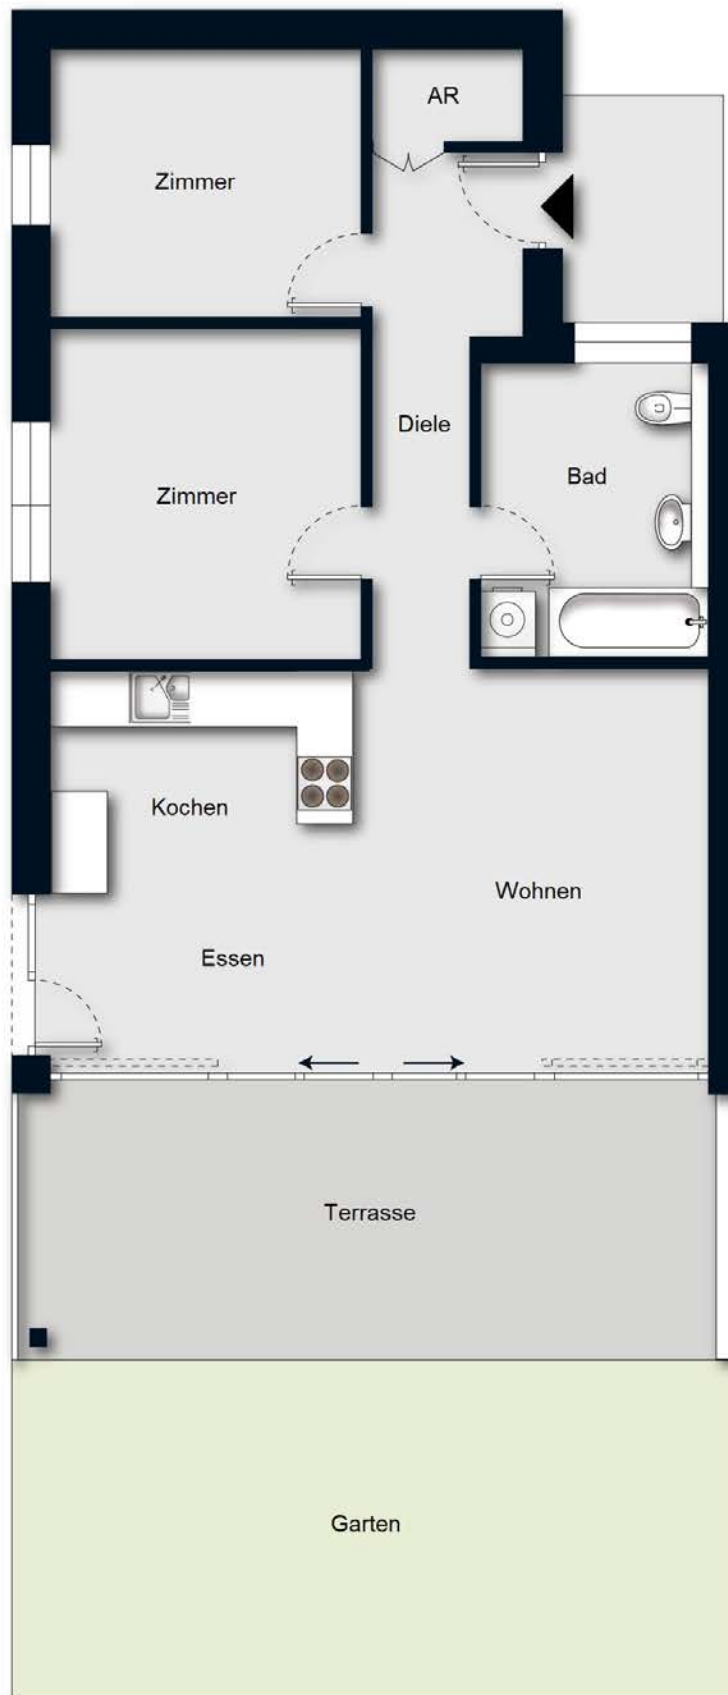 AR
Zimmer
Diele
Bad
Zimmer
Kochen
Wohnen
Essen
Terrasse
Garten